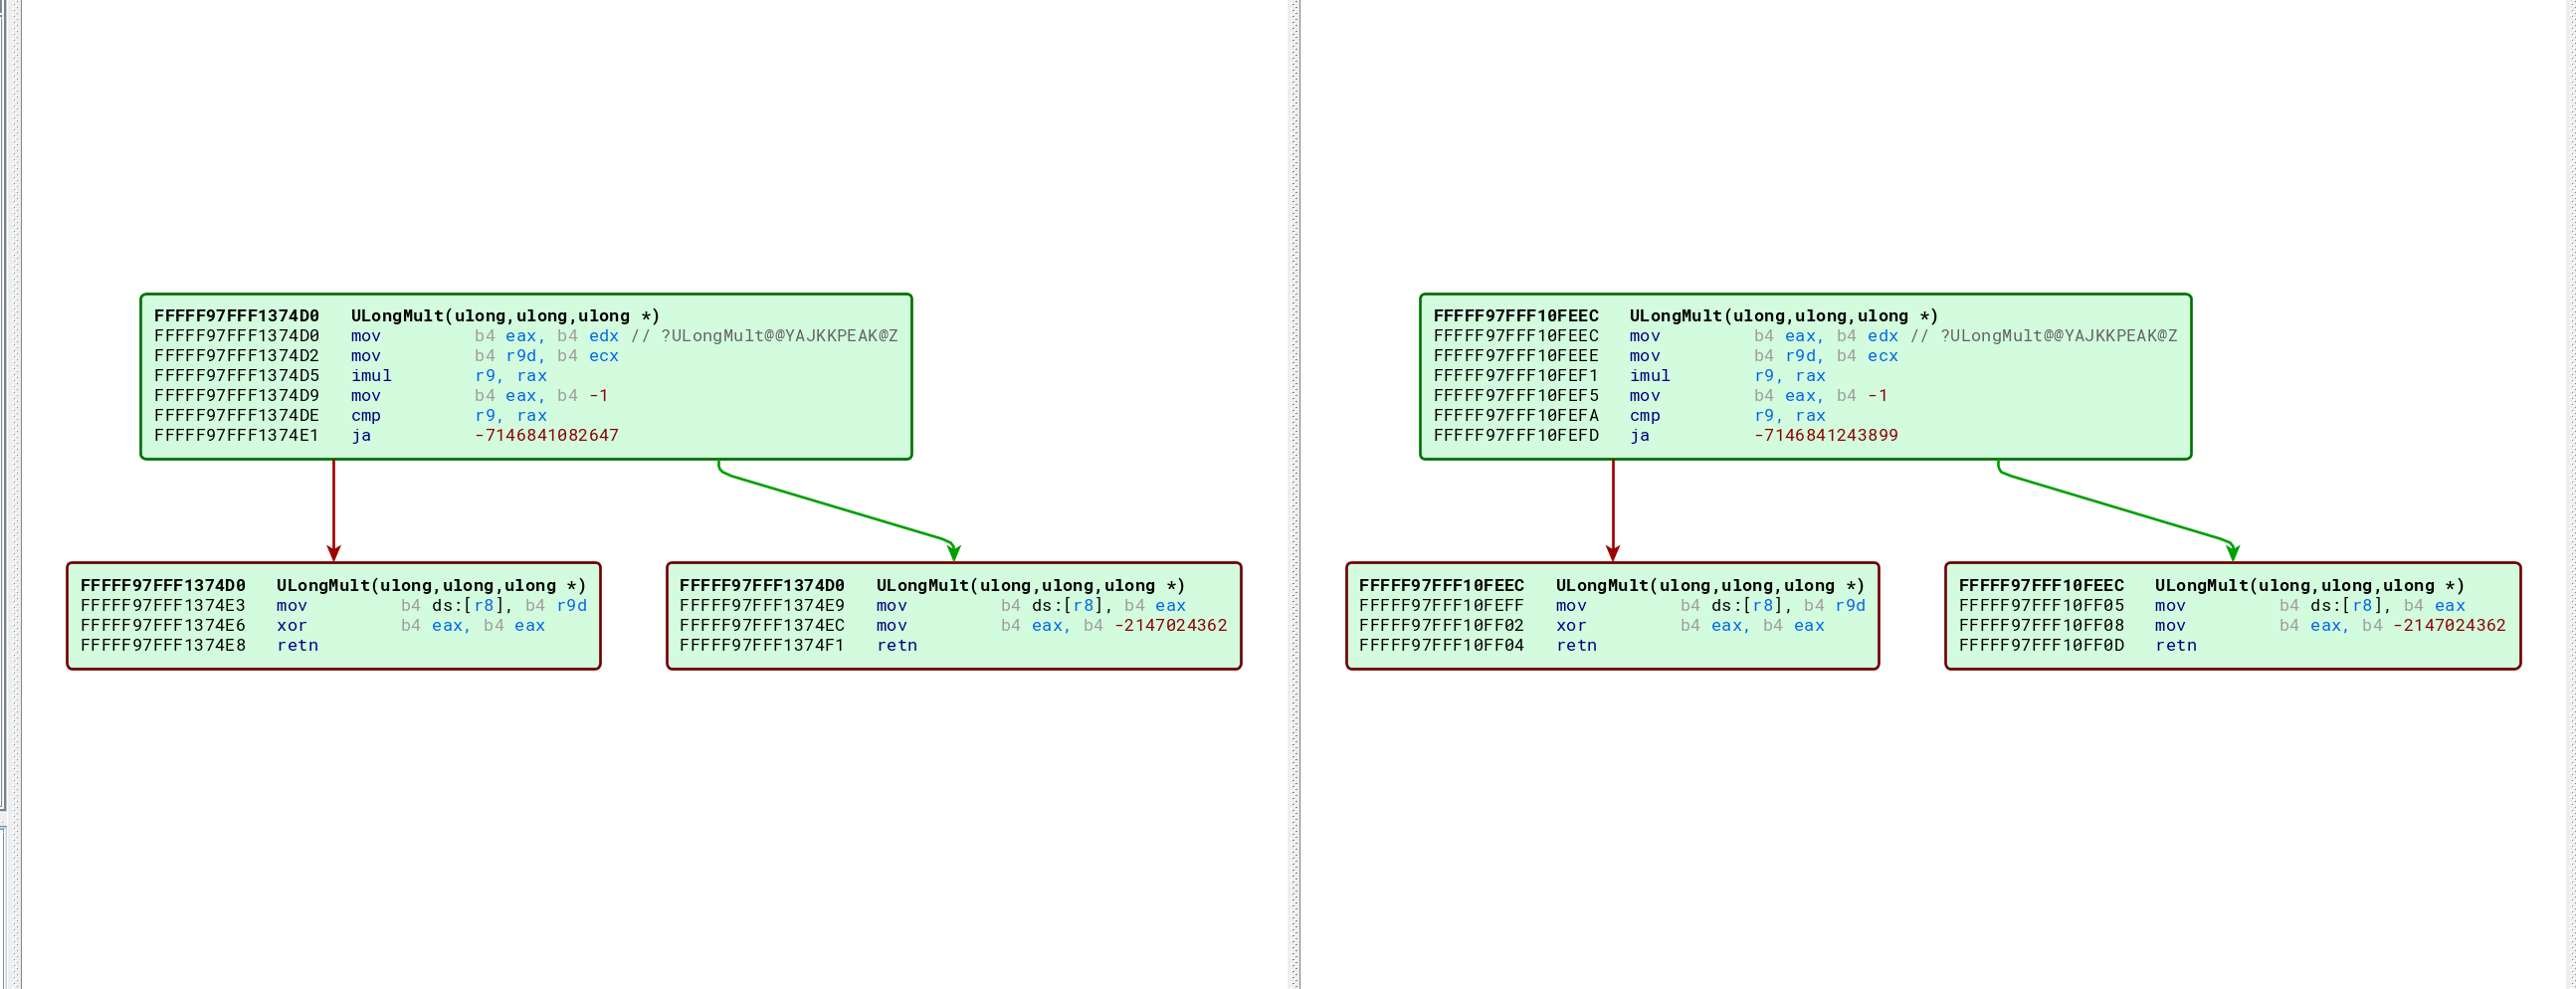 FFFFF97FFF1374D0 ULongMult(ulong,ulong,ulong *)
FFFFF97FFF1374D0 mov b4 eax, b4 edx // ?ULongMult@@YAJKKPEAK@Z
FFFFF97FFF1374D2 mov b4 r9d, b4 ecx
FFFFF97FFF1374D5 imul r9, rax
FFFFF97FFF1374D9 mov b4 eax, b4 -1
FFFFF97FFF1374DE cmp r9, rax
FFFFF97FFF1374E1 ja -7146841082647
FFFFF97FFF1374D0 ULongMult(ulong,ulong,ulong *)
FFFFF97FFF1374E3 mov b4 ds:[r8], b4 r9d
FFFFF97FFF1374E6 xor b4 eax, b4 eax
FFFFF97FFF1374E8 retn
FFFFF97FFF1374D0 ULongMult(ulong,ulong,ulong *)
FFFFF97FFF1374E9 mov b4 ds:[r8], b4 eax
FFFFF97FFF1374EC mov b4 eax, b4 -2147024362
FFFFF97FFF1374F1 retn
FFFFF97FFF10FEEC ULongMult(ulong,ulong,ulong *)
FFFFF97FFF10FEEC mov b4 eax, b4 edx // ?ULongMult@@YAJKKPEAK@Z
FFFFF97FFF10FEEE mov b4 r9d, b4 ecx
FFFFF97FFF10FEF1 imul r9, rax
FFFFF97FFF10FEF5 mov b4 eax, b4 -1
FFFFF97FFF10FEFA cmp r9, rax
FFFFF97FFF10FEFD ja -7146841243899
FFFFF97FFF10FEEC ULongMult(ulong,ulong,ulong *)
FFFFF97FFF10FEFF mov b4 ds:[r8], b4 r9d
FFFFF97FFF10FF02 xor b4 eax, b4 eax
FFFFF97FFF10FF04 retn
FFFFF97FFF10FEEC ULongMult(ulong,ulong,ulong *)
FFFFF97FFF10FF05 mov b4 ds:[r8], b4 eax
FFFFF97FFF10FF08 mov b4 eax, b4 -2147024362
FFFFF97FFF10FF0D retn